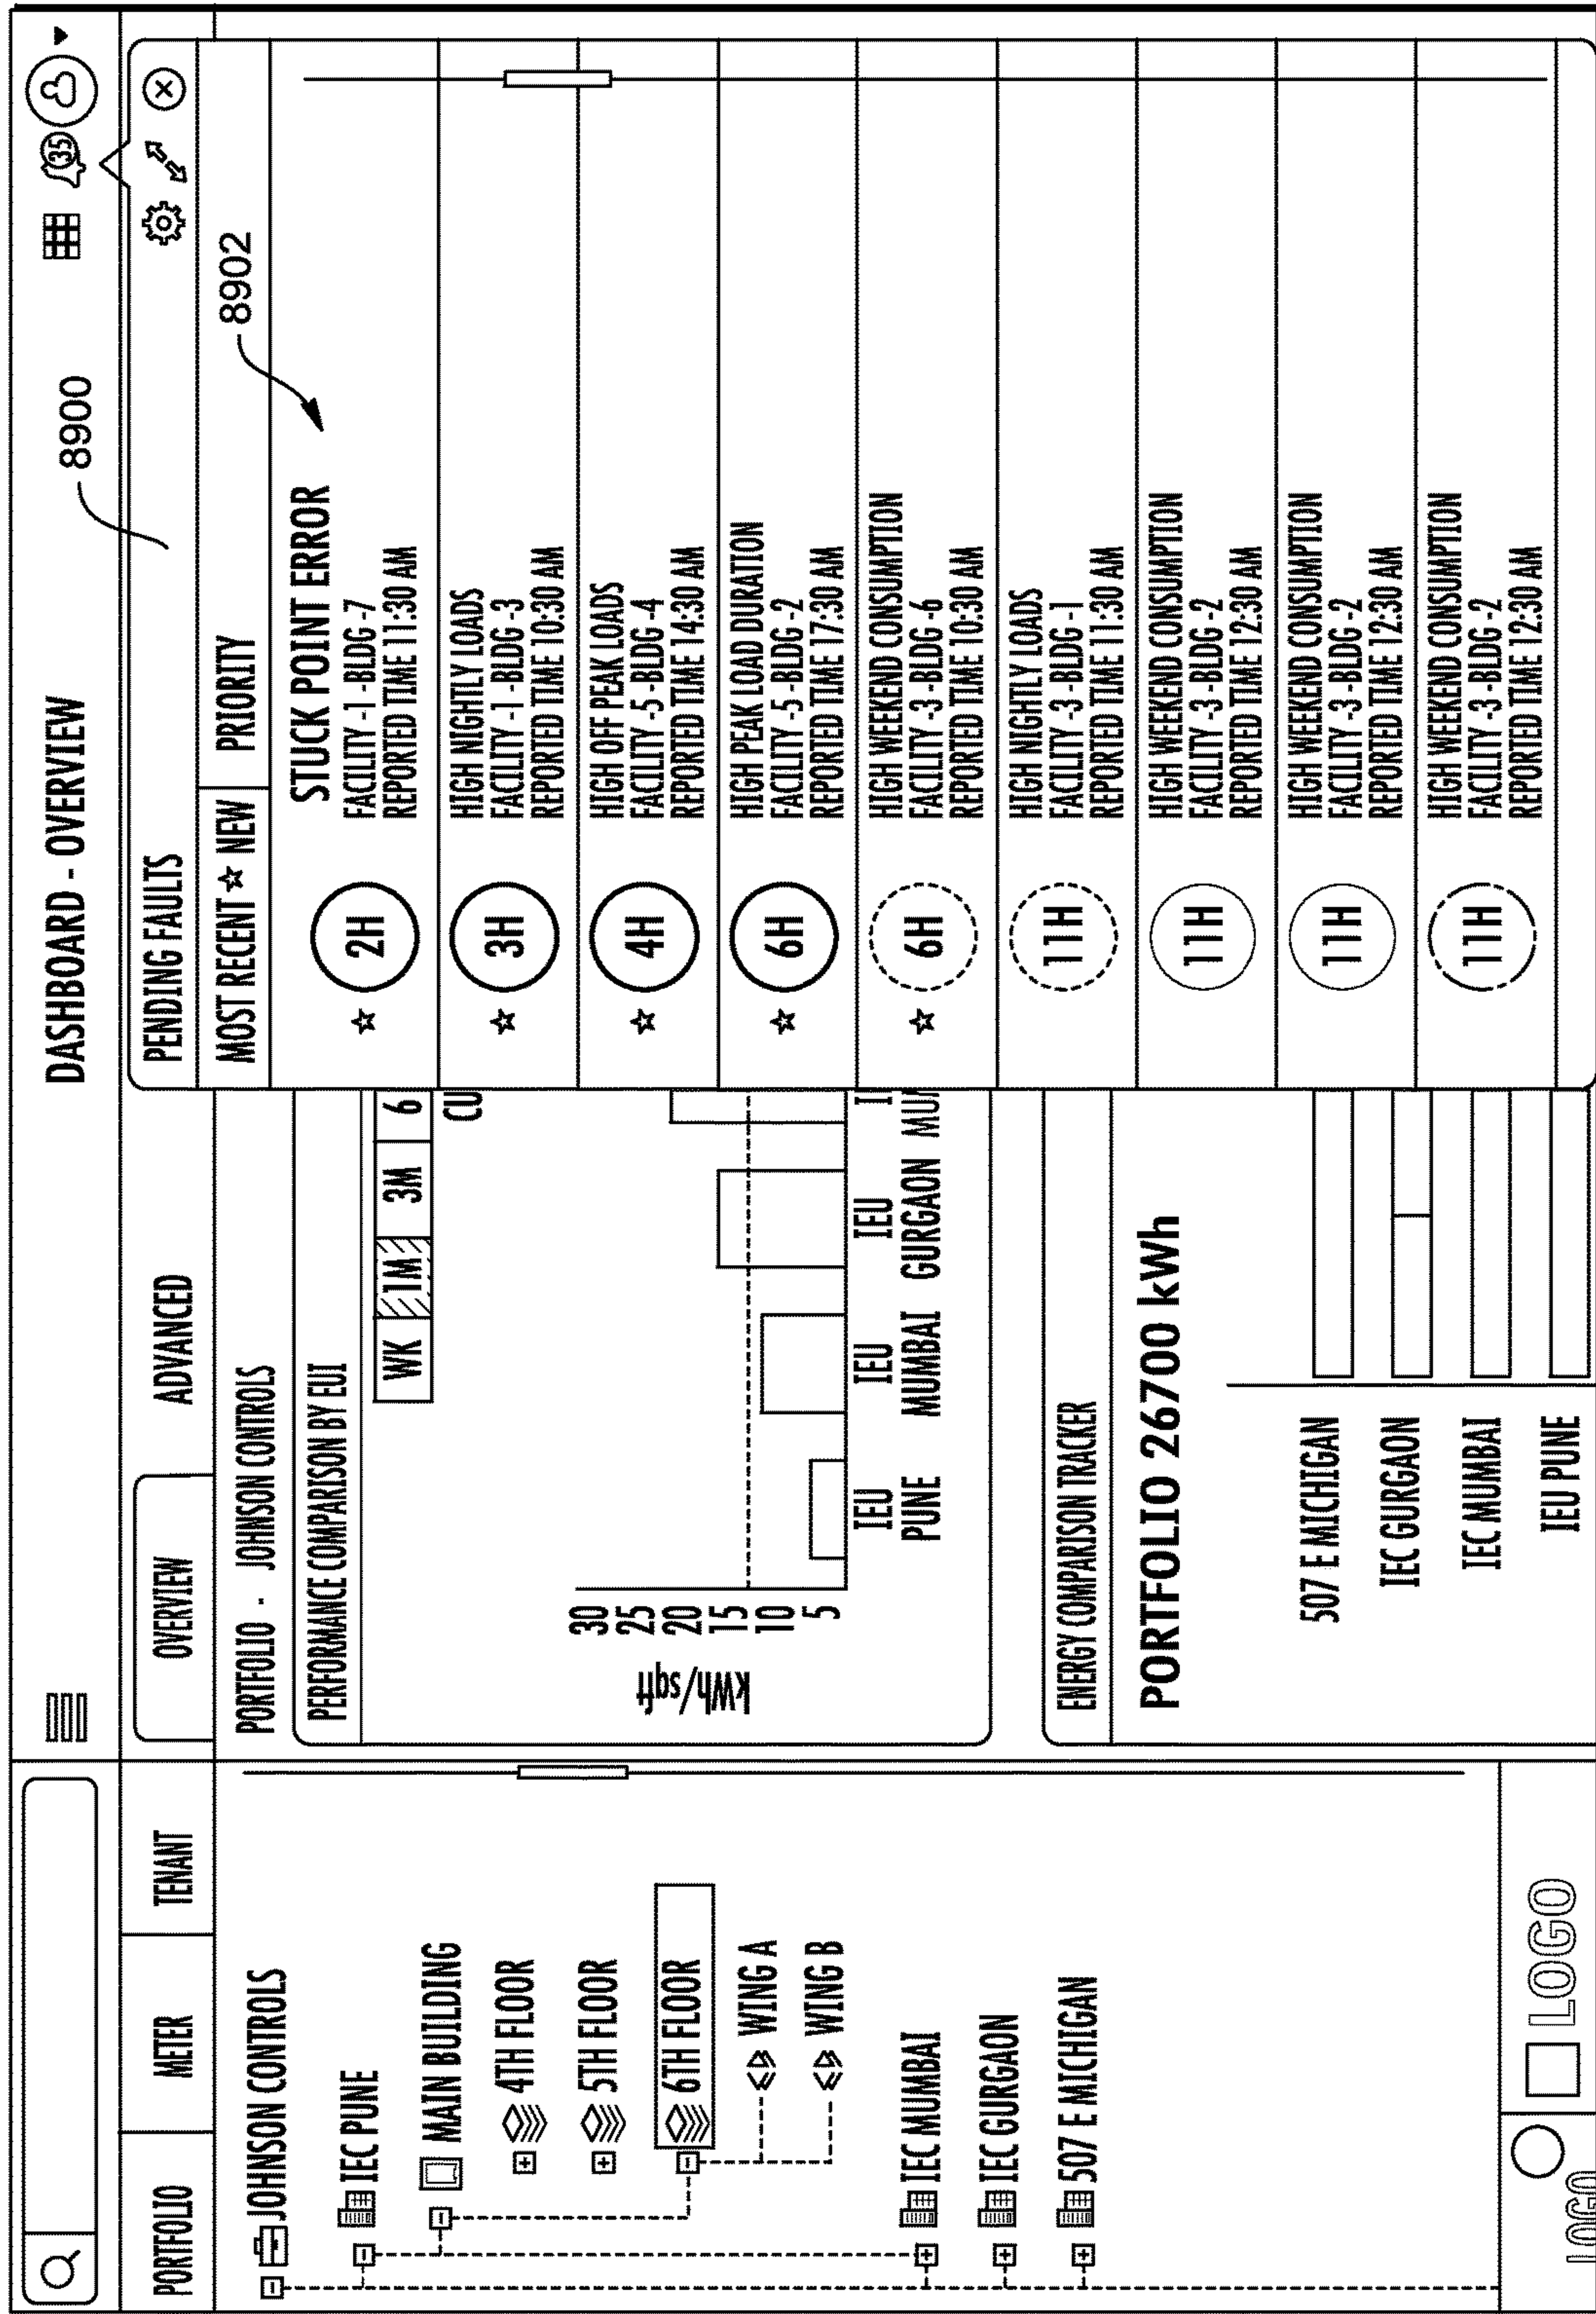 DASHBOARD - OVERVIEW
35
8900
PORTFOLIO
METER
TENANT
OVERVIEW
ADVANCED
JOHNSON CONTROLS
IEC PUNE
MAIN BUILDING
4TH FLOOR
5TH FLOOR
6TH FLOOR
WING A
WING B
IEC MUMBAI
IEC GURGAON
507 E MICHIGAN
LOGO
LOGO
PORTFOLIO - JOHNSON CONTROLS
PERFORMANCE COMPARISON BY EUI
WK 1M 3M 6
CU
kWh/sqft
30
25
20
15
10
5
IEU PUNE
IEU MUMBAI
IEU GURGAON
MU
ENERGY COMPARISON TRACKER
PORTFOLIO 26700 kWh
507 E MICHIGAN
IEC GURGAON
IEC MUMBAI
IEU PUNE
PENDING FAULTS
MOST RECENT ☆ NEW
PRIORITY
8902
☆ 2H
STUCK POINT ERROR
FACILITY -1 -BLDG -7
REPORTED TIME 11:30 AM
☆ 3H
HIGH NIGHTLY LOADS
FACILITY -1 -BLDG -3
REPORTED TIME 10:30 AM
☆ 4H
HIGH OFF PEAK LOADS
FACILITY -5 -BLDG -4
REPORTED TIME 14:30 AM
☆ 6H
HIGH PEAK LOAD DURATION
FACILITY -5 -BLDG -2
REPORTED TIME 17:30 AM
☆ 6H
HIGH WEEKEND CONSUMPTION
FACILITY -3 -BLDG -6
REPORTED TIME 10:30 AM
11H
HIGH NIGHTLY LOADS
FACILITY -3 -BLDG -1
REPORTED TIME 11:30 AM
11H
HIGH WEEKEND CONSUMPTION
FACILITY -3 -BLDG -2
REPORTED TIME 12:30 AM
11H
HIGH WEEKEND CONSUMPTION
FACILITY -3 -BLDG -2
REPORTED TIME 12:30 AM
11H
HIGH WEEKEND CONSUMPTION
FACILITY -3 -BLDG -2
REPORTED TIME 12:30 AM